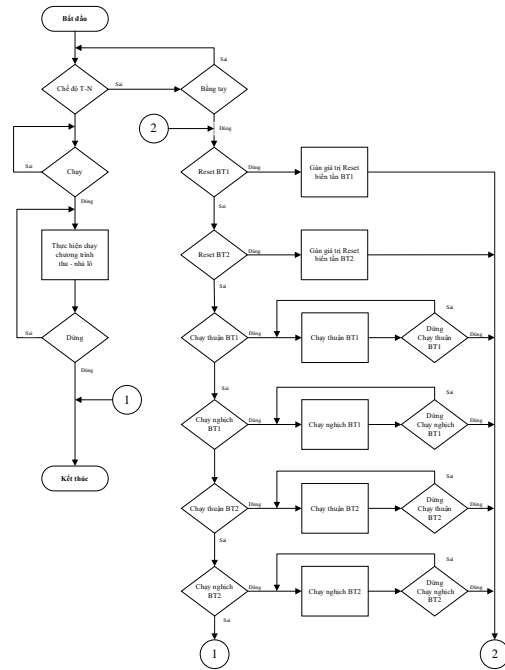 Bắt đầu
Chế độ T-N
Sai
Sai
Bằng tay
Đúng
Đúng
2
Sai
Chạy
Đúng
Thực hiện chạy
chương trình
thu - nhả lô
Sai
Dừng
Đúng
1
Kết thúc
Reset BT1
Đúng
Gán giá trị Reset
biến tần BT1
Sai
Reset BT2
Đúng
Gán giá trị Reset
biến tần BT2
Sai
Chạy thuận BT1
Đúng
Chạy BT1
Sai
Dừng
Chạy thuận
BT1
Đúng
Sai
Chạy nghịch
BT1
Đúng
Chạy nghịch BT1
Sai
Dừng
Chạy nghịch
BT1
Đúng
Sai
Chạy thuận BT2
Đúng
Chạy thuận BT2
Sai
Dừng
Chạy thuận
BT2
Đúng
Sai
Chạy nghịch
BT2
Đúng
Chạy nghịch BT2
Sai
Dừng
Chạy nghịch
BT2
Đúng
Sai
1
2